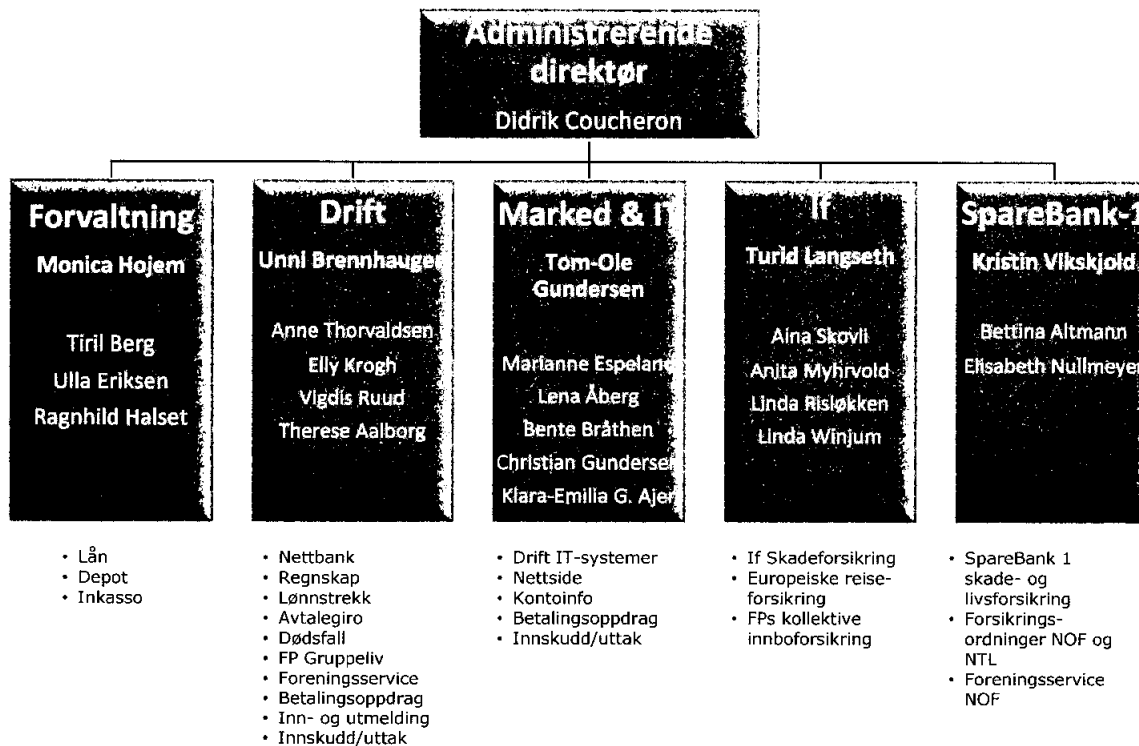 Administrerende
direktør
Didrik Coucheron
Forvaltning
Monica Hojem
Tiril Berg
Ulla Eriksen
Ragnhild Halset
• Lån
• Depot
• Inkasso
Drift
Unni Brennhaugen
Anne Thorvaldsen
Elly Krogh
Vigdis Ruud
Therese Aalborg
• Nettbank
• Regnskap
• Lønnstrekk
• Avtalegiro
• Dødsfall
• FP Gruppeliv
• Foreningsservice
• Betalingsoppdrag
• Inn- og utmelding
• Innskudd/uttak
Marked & IT
Tom-Ole
Gundersen
Marianne Espeland
Lena Åberg
Bente Bråthen
Christian Gundersen
Klara-Emilia G. Ajer
• Drift IT-systemer
• Nettside
• Kontoinfo
• Betalingsoppdrag
• Innskudd/uttak
If
Turid Langseth
Aina Skovli
Anita Myhrvold
Linda Risløkken
Linda Winjum
• If Skadeforsikring
• Europeiske reise-
forsikring
• FPs kollektive
innboforsikring
SpareBank-1
Kristin Vikskjold
Bettina Altmann
Elisabeth Nullmeyer
• SpareBank 1
skade- og
livsforsikring
• Forsikrings-
ordninger NOF og
NTL
• Foreningsservice
NOF